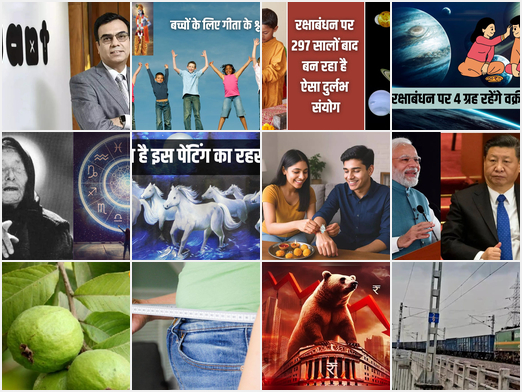 बच्चों के लिए गीता के
रक्षाबंधन पर
297 सालों बाद
बन रहा है
ऐसा दुर्लभ
संयोग
रक्षाबंधन पर 4 ग्रह रहेंगे वक्री
है इस पेंटिंग का रहस
₹
₹